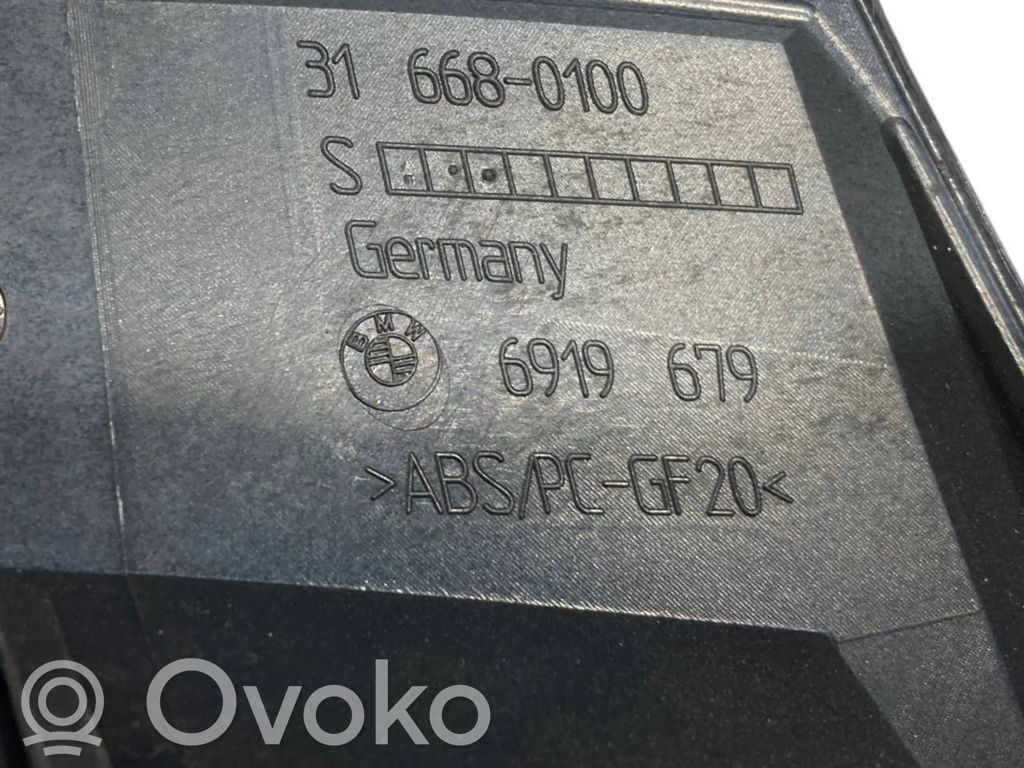 31 668-0100
S
Germany
BMW 6919 679
>ABS/PC-GF20<
Ovoko